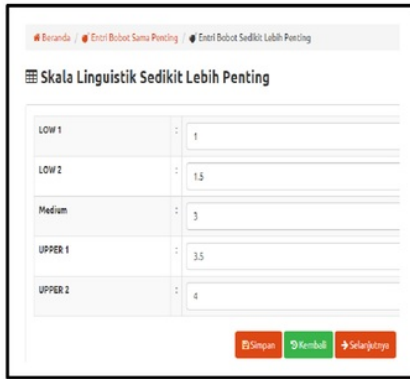 Beranda / Entri Bobot Sama Penting / Entri Bobot Sedikit Lebih Penting
Skala Linguistik Sedikit Lebih Penting
LOW 1 : 1
LOW 2 : 1.5
Medium : 3
UPPER 1 : 3.5
UPPER 2 : 4
Simpan Kembali Selanjutnya